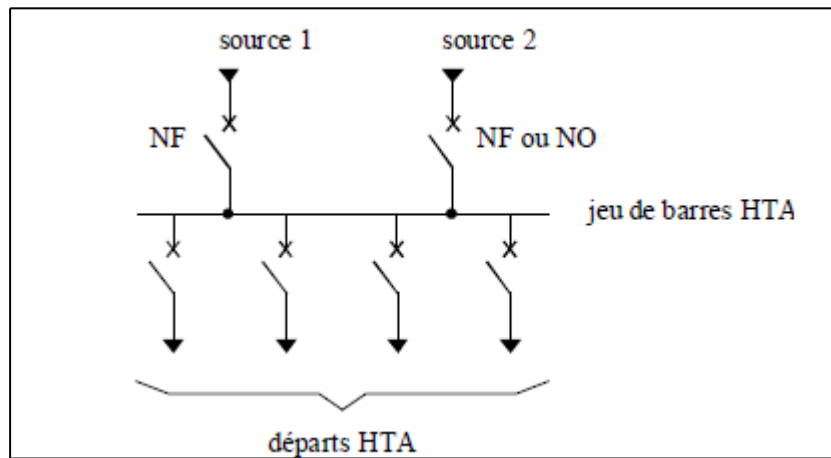 source 1
source 2
NF
NF ou NO
jeu de barres HTA
départs HTA